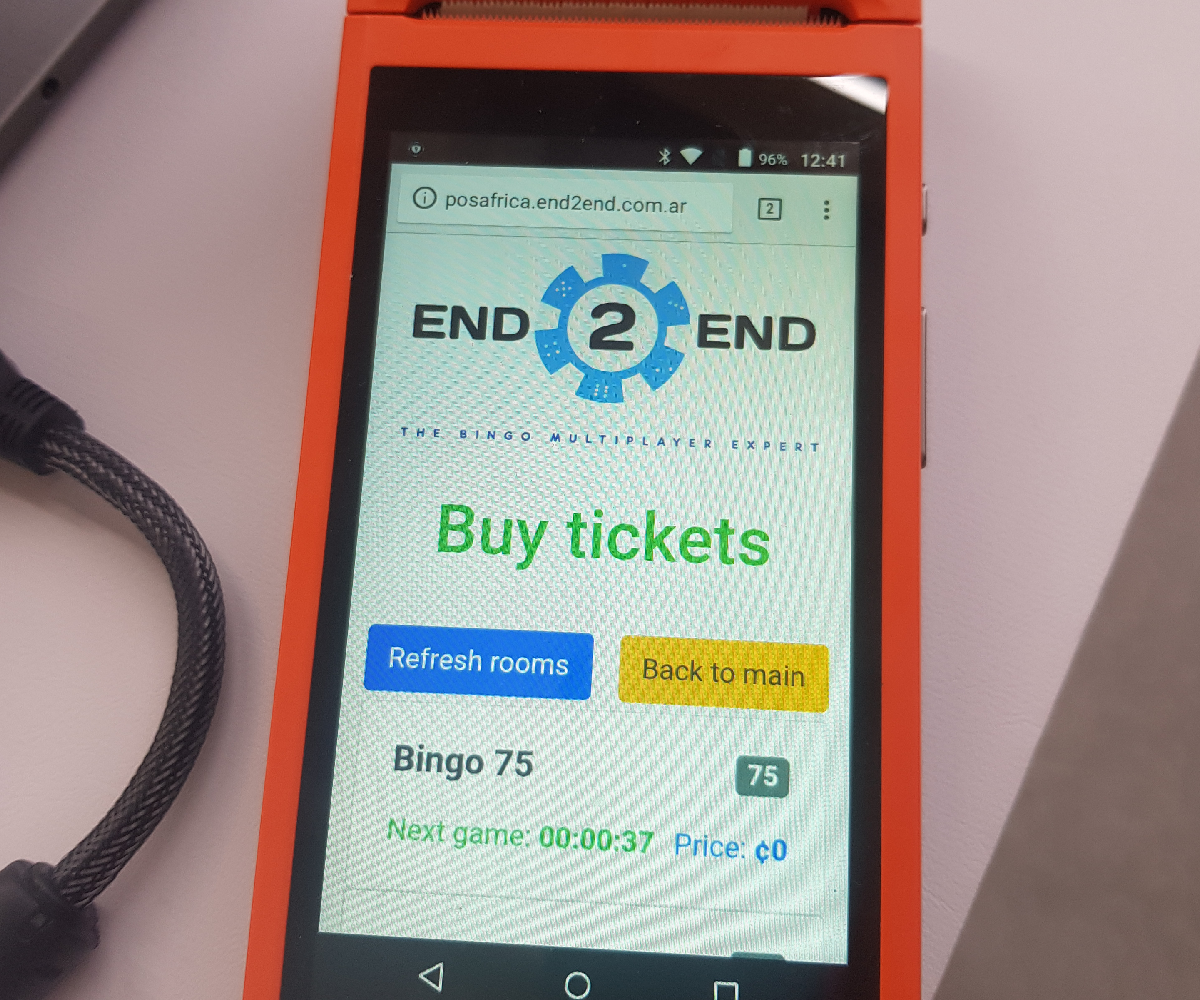 96% 12:41
posafrica.end2end.com.ar 2
END 2 END
THE BINGO MULTIPLAYER EXPERT
Buy tickets
Refresh rooms Back to main
Bingo 75 75
Next game: 00:00:37 Price: ¢0